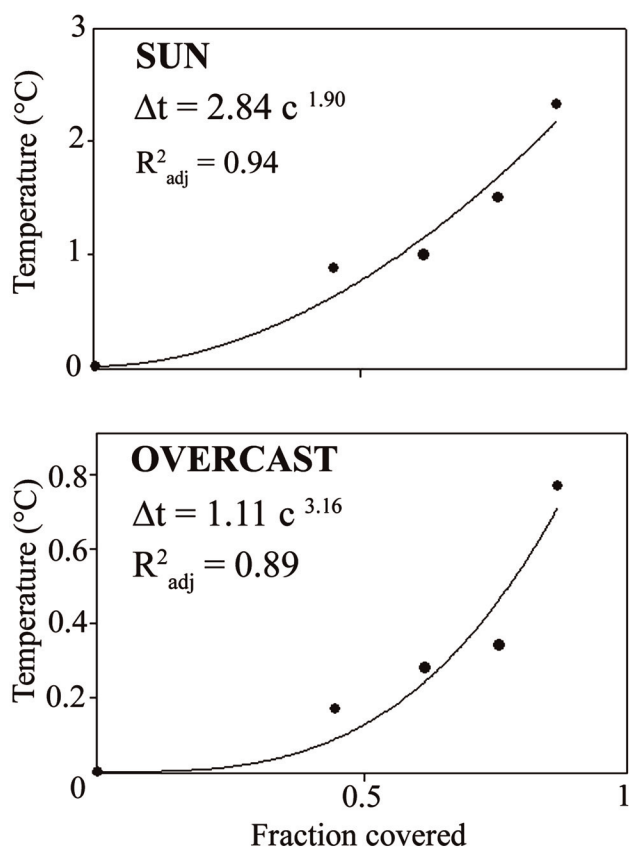 3
SUN
Δt = 2.84 c 1.90
R²adj = 0.94
2
1
0
Temperature (°C)
OVERCAST
Δt = 1.11 c 3.16
R²adj = 0.89
0.8
0.6
0.4
0.2
0
Temperature (°C)
0.5
1
Fraction covered